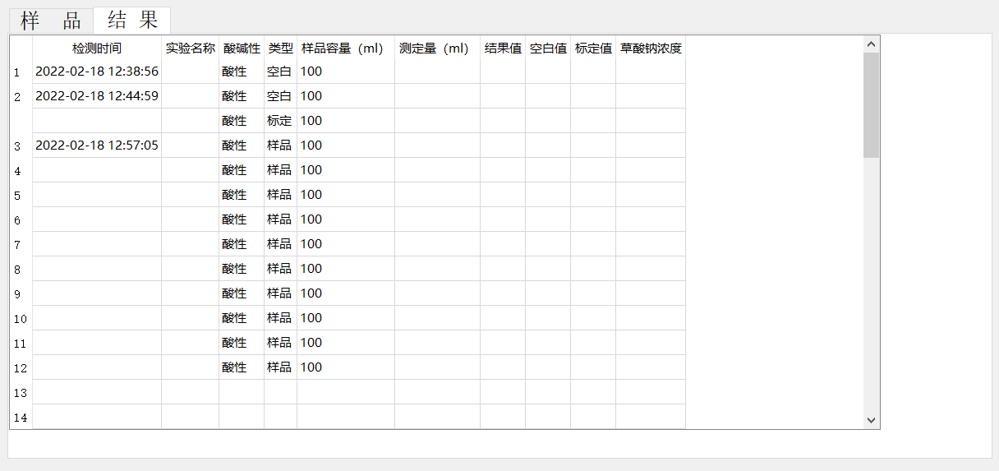 样 品 结 果
检测时间 实验名称 酸碱性 类型 样品容量（ml） 测定量（ml） 结果值 空白值 标定值 草酸钠浓度
1 2022-02-18 12:38:56 酸性 空白 100
2 2022-02-18 12:44:59 酸性 空白 100
酸性 标定 100
3 2022-02-18 12:57:05 酸性 样品 100
4 酸性 样品 100
5 酸性 样品 100
6 酸性 样品 100
7 酸性 样品 100
8 酸性 样品 100
9 酸性 样品 100
10 酸性 样品 100
11 酸性 样品 100
12 酸性 样品 100
13
14